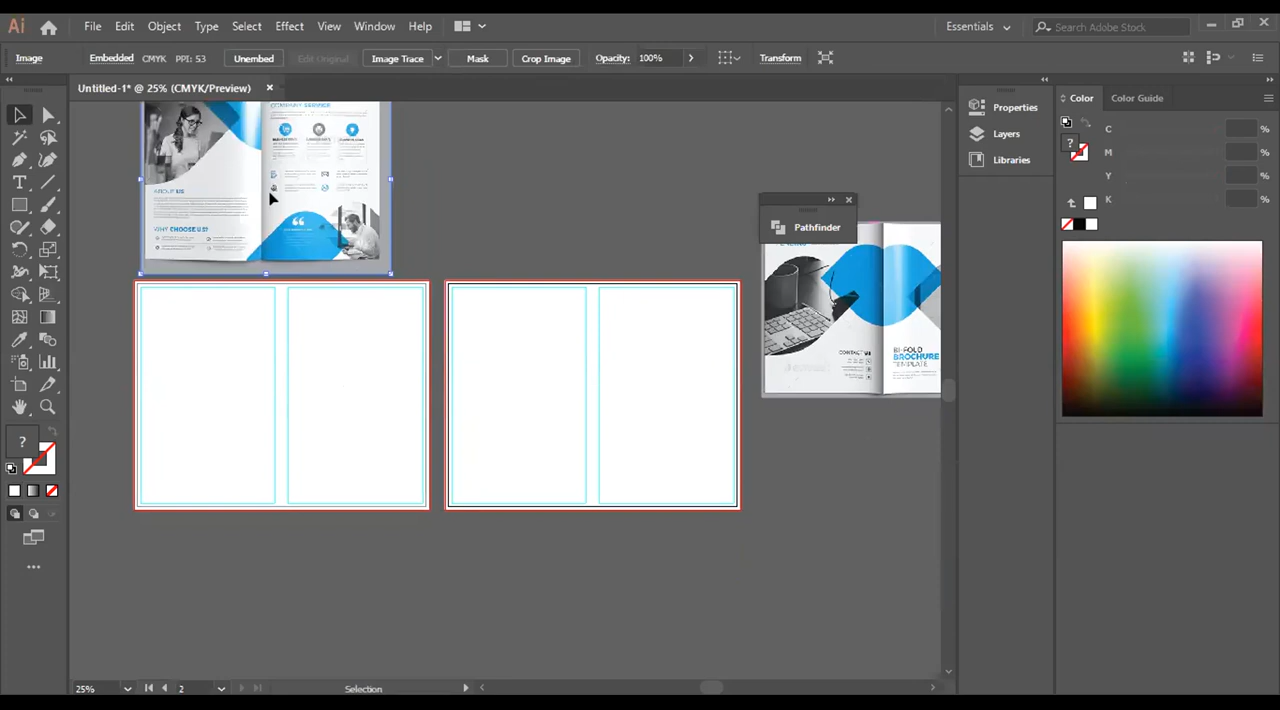 Ai File Edit Object Type Select Effect View Window Help Essentials Search Adobe Stock
Image Embedded CMYK PPI: 53 Unembed Edit Original Image Trace Mask Crop Image Opacity: 100% Transform
Untitled-1* @ 25% (CMYK/Preview)
Color Color Guide
Properties
Layers
Libraries
C %
M %
Y %
K %
?
COMPANY SERVICE
ABOUT US
WHY CHOOSE US?
Pathfinder
CONTACT US
BI-FOLD
BROCHURE
TEMPLATE
?
25% 2 Selection